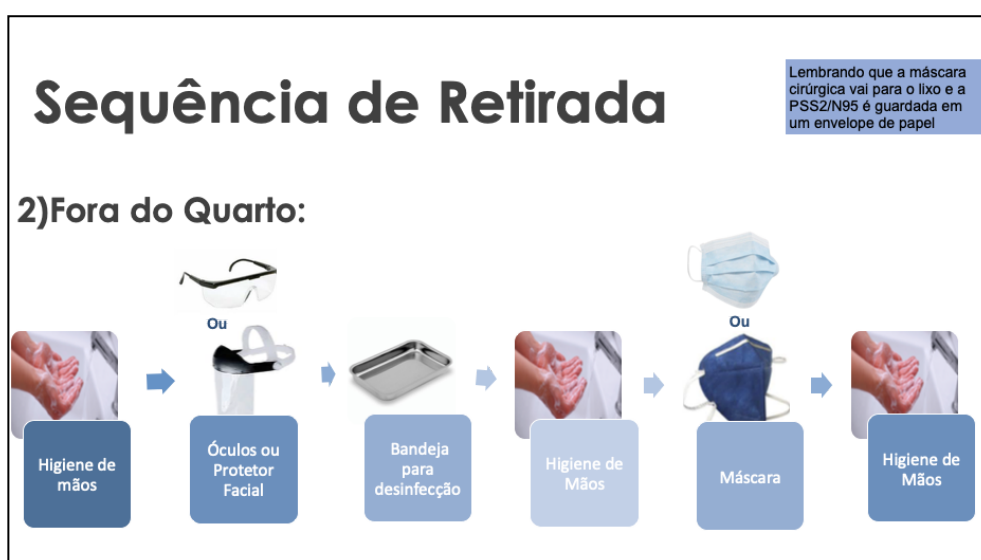 Sequência de Retirada
Lembrando que a máscara
cirúrgica vai para o lixo e a
PSS2/N95 é guardada em
um envelope de papel
2)Fora do Quarto:
Ou
Ou
Higiene de
mãos
Óculos ou
Protetor
Facial
Bandeja
para
desinfecção
Higiene de
Mãos
Máscara
Higiene de
Mãos